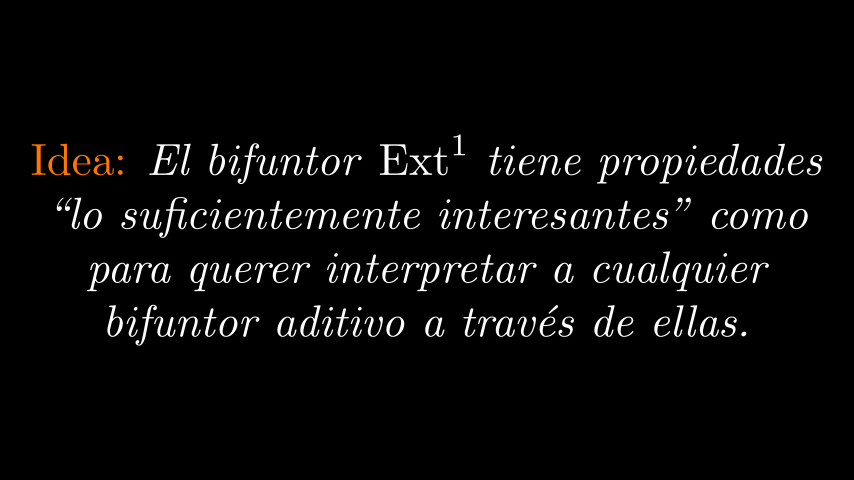 Idea: El bifuntor Ext¹ tiene propiedades
“lo suficientemente interesantes” como
para querer interpretar a cualquier
bifuntor aditivo a través de ellas.